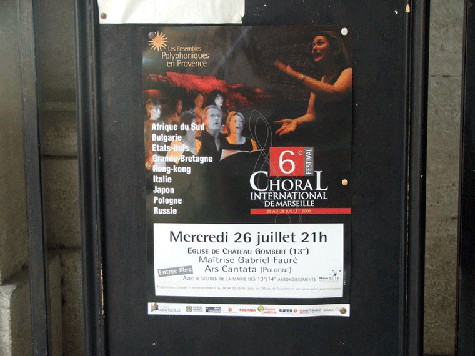 Les Ensembles
Polyphoniques
en Provence
Afrique du Sud
Bulgarie
Etats-Unis
Grande-Bretagne
Hong-kong
Italie
Japon
Pologne
Russie
6e
FESTIVAL
CHORAL
INTERNATIONAL
DE MARSEILLE
Mercredi 26 juillet 21h
Église de Château Gombert (13e)
Maîtrise Gabriel Fauré
Ars Cantata (Pologne)
Entrée libre